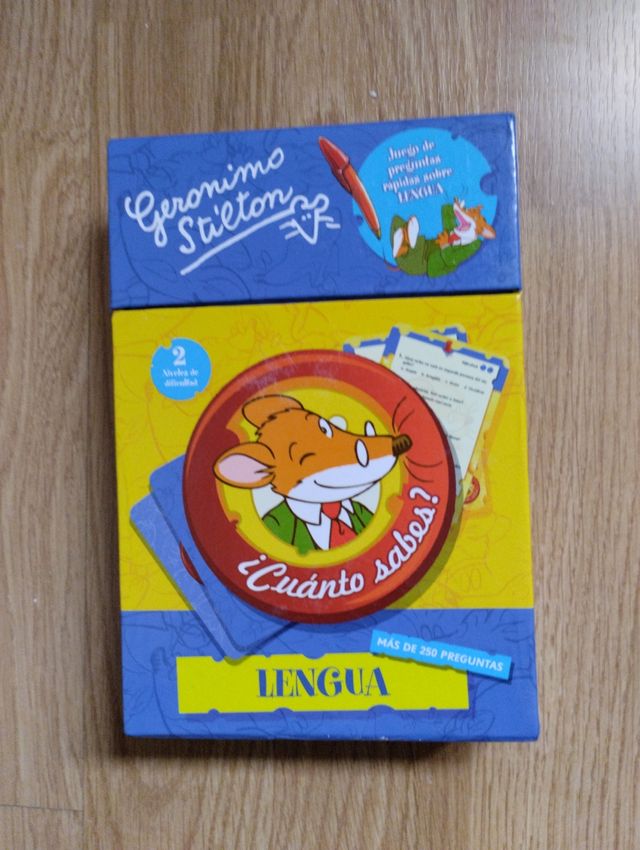 Geronimo
Stilton
Juego de
preguntas
rápidas sobre
LENGUA
2
Niveles de
dificultad
¿Cuánto sabes?
MÁS DE 250 PREGUNTAS
LENGUA